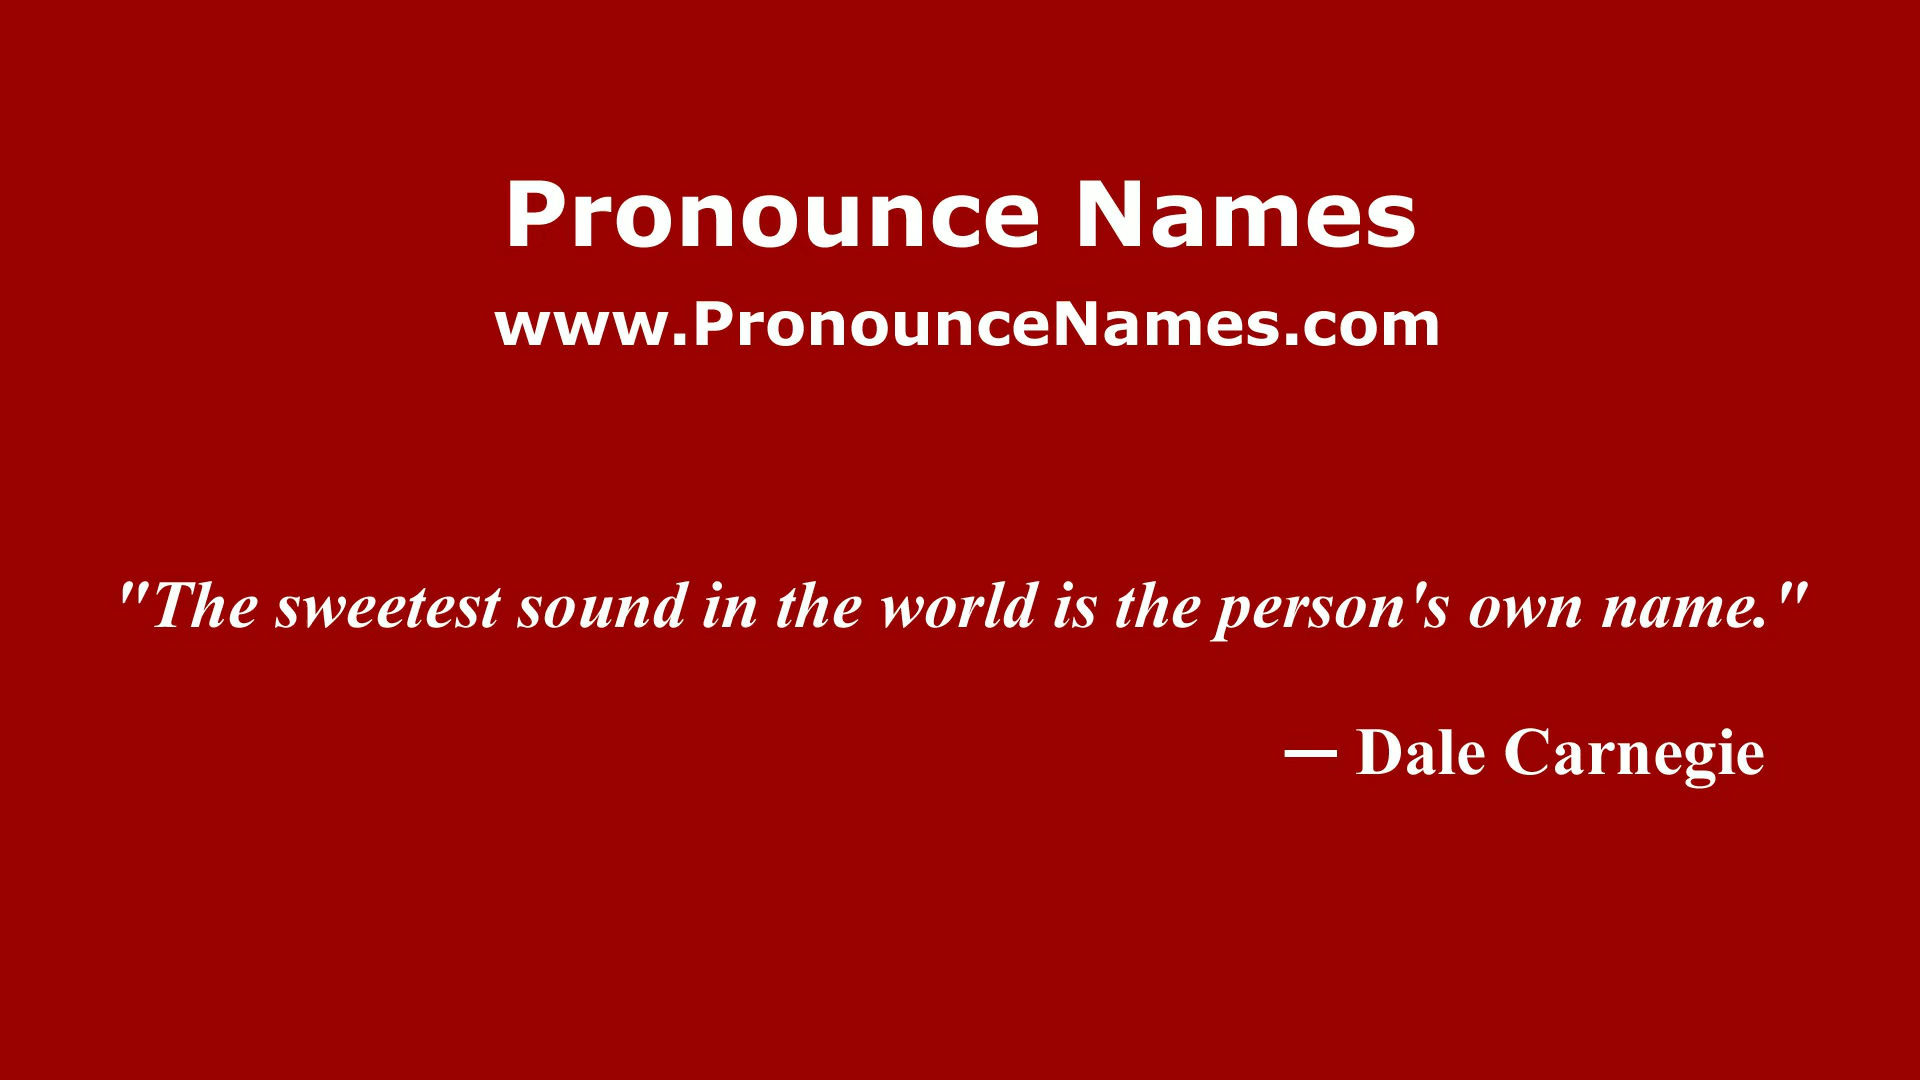 Pronounce Names
www.PronounceNames.com
"The sweetest sound in the world is the person's own name."
— Dale Carnegie